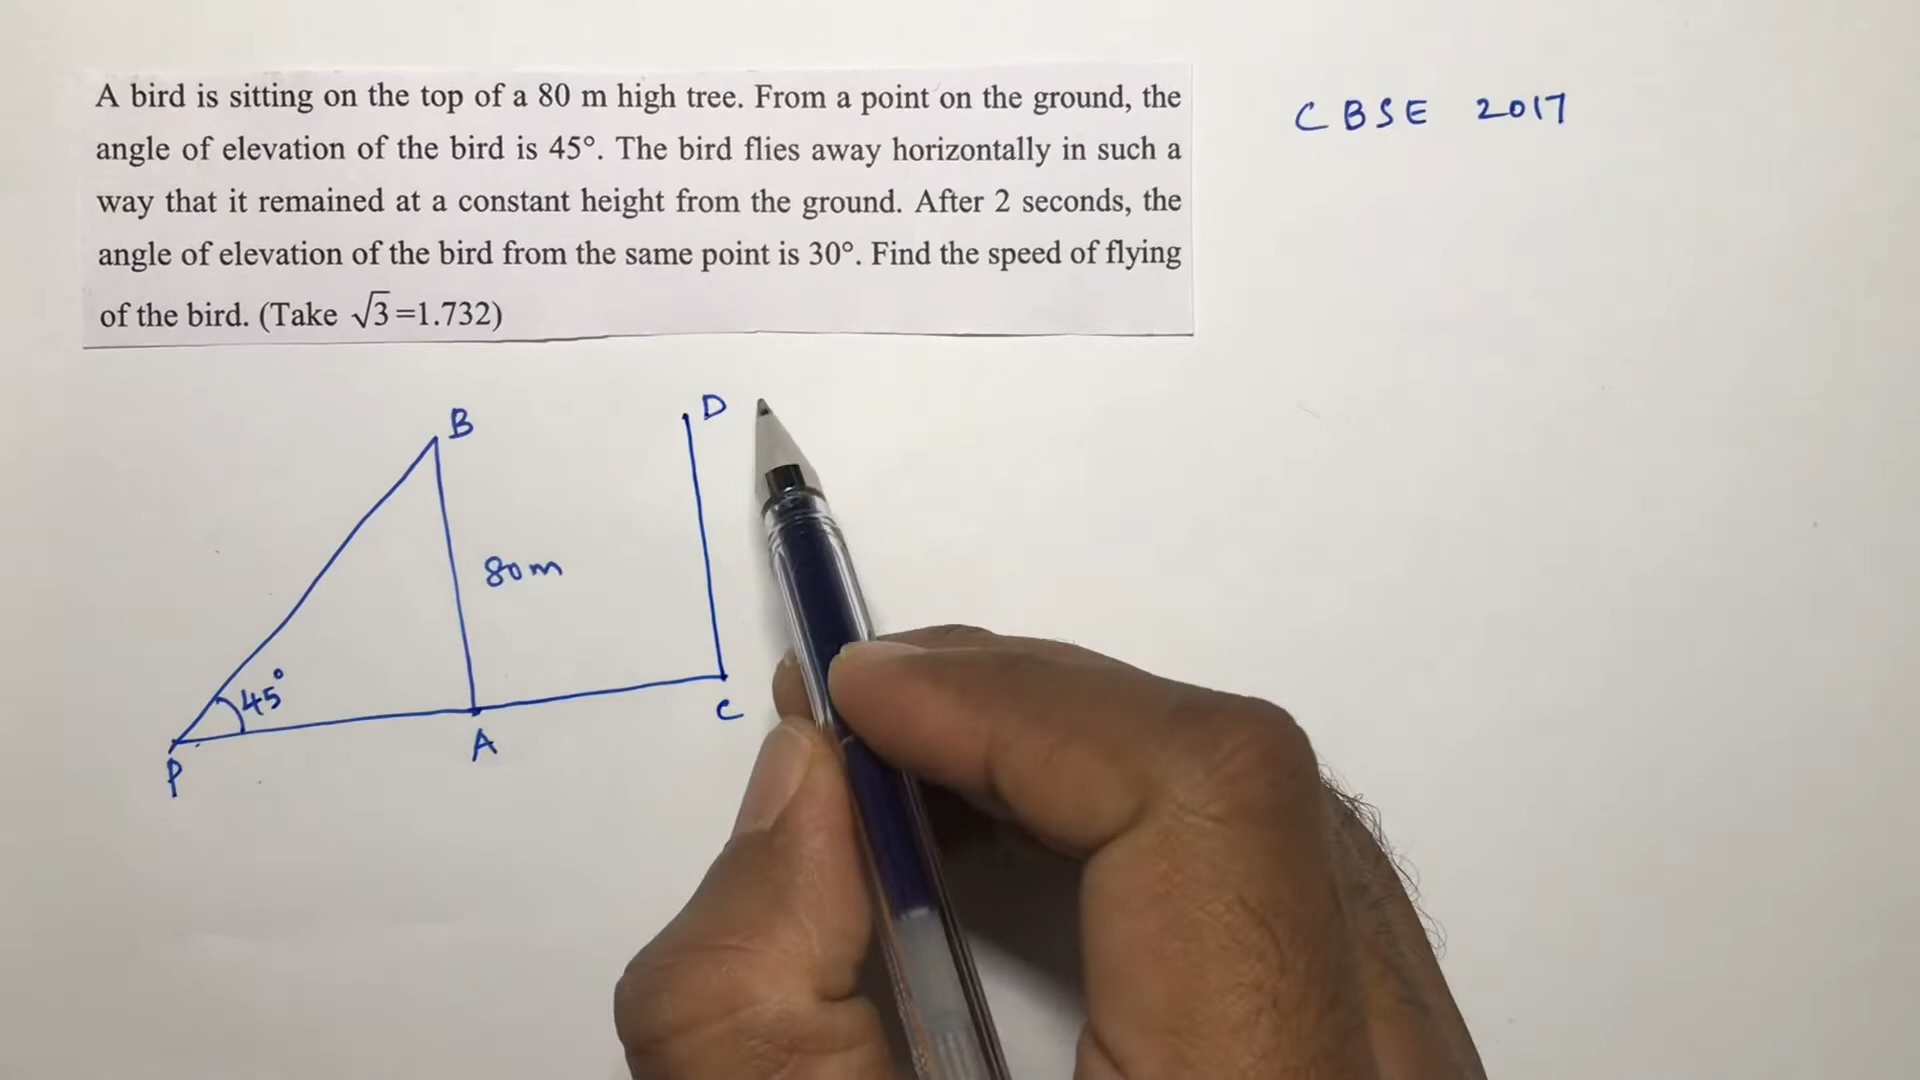 A bird is sitting on the top of a 80 m high tree. From a point on the ground, the
angle of elevation of the bird is 45°. The bird flies away horizontally in such a
way that it remained at a constant height from the ground. After 2 seconds, the
angle of elevation of the bird from the same point is 30°. Find the speed of flying
of the bird. (Take √3=1.732)
CBSE 2017
B
D
80m
45°
P
A
C